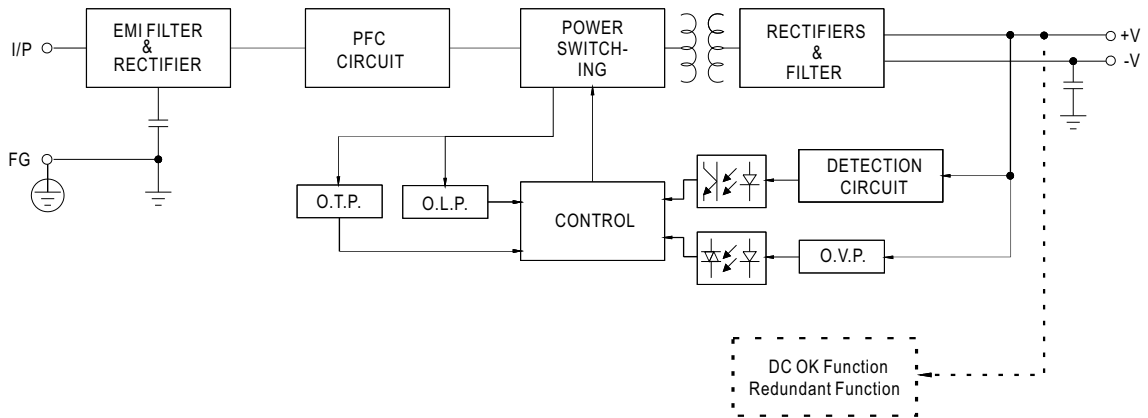 I/P
EMI FILTER
&
RECTIFIER
PFC
CIRCUIT
POWER
SWITCH-
ING
RECTIFIERS
&
FILTER
+V
-V
FG
O.T.P.
O.L.P.
CONTROL
DETECTION
CIRCUIT
O.V.P.
DC OK Function
Redundant Function